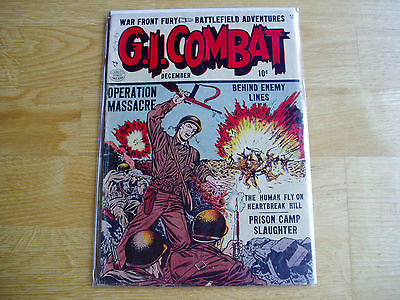 WAR FRONT FURY BATTLEFIELD ADVENTURES
G.I. COMBAT
DECEMBER
10¢
OPERATION
MASSACRE
BEHIND ENEMY
LINES
THE HUMAN FLY ON
HEARTBREAK HILL
PRISON CAMP
SLAUGHTER